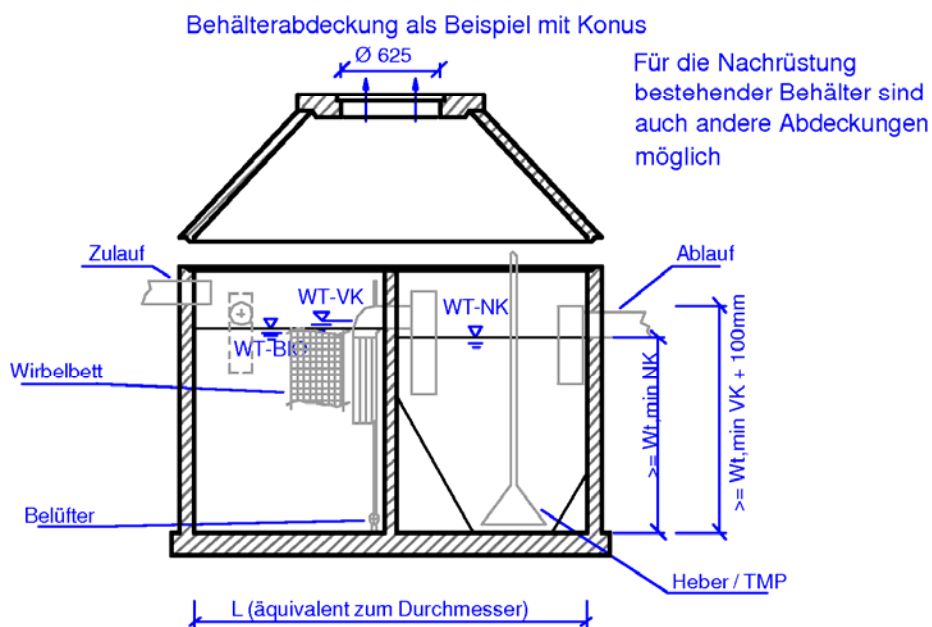 Behälterabdeckung als Beispiel mit Konus
Ø 625
Für die Nachrüstung
bestehender Behälter sind
auch andere Abdeckungen
möglich
Zulauf
Ablauf
WT-VK
WT-NK
WT-BIO
Wirbelbett
>= Wt,min NK
>= Wt,min VK + 100mm
Belüfter
Heber / TMP
L (äquivalent zum Durchmesser)